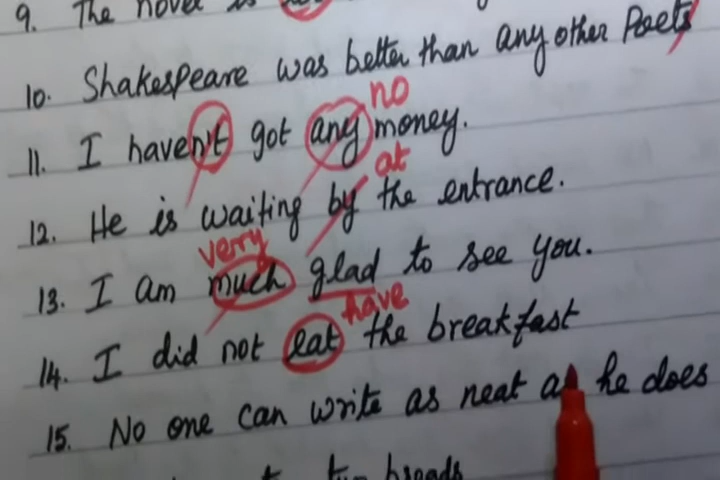 9. The novel is
10. Shakespeare was better than any other Poets
no
11. I haven't got any money.
at
12. He is waiting by the entrance.
very
13. I am much glad to see you.
have
14. I did not eat the breakfast
15. No one can write as neat as he does